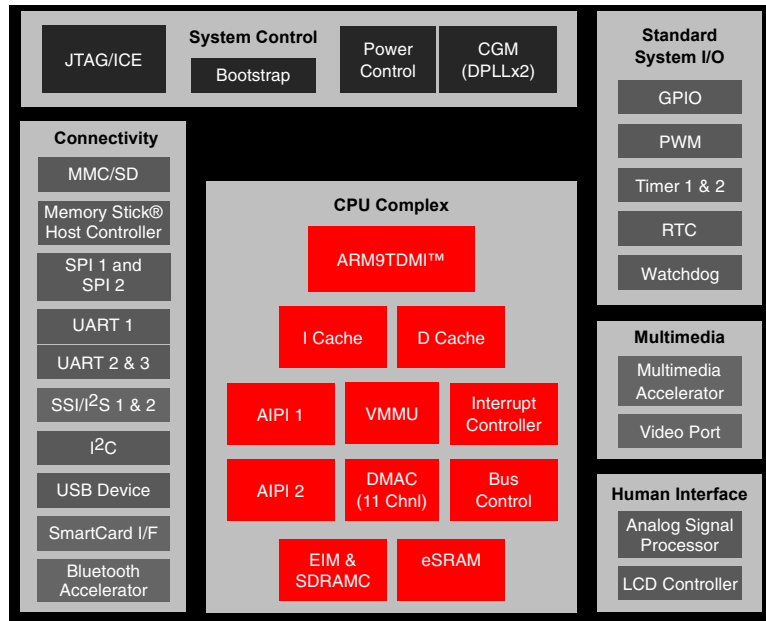 System Control
JTAG/ICE
Bootstrap
Power
Control
CGM
(DPLLx2)
Standard
System I/O
GPIO
PWM
Timer 1 & 2
RTC
Watchdog
Connectivity
MMC/SD
Memory Stick®
Host Controller
SPI 1 and
SPI 2
UART 1
UART 2 & 3
SSI/I²S 1 & 2
I²C
USB Device
SmartCard I/F
Bluetooth
Accelerator
CPU Complex
ARM9TDMI™
I Cache
D Cache
AIPI 1
VMMU
Interrupt
Controller
AIPI 2
DMAC
(11 Chnl)
Bus
Control
EIM &
SDRAMC
eSRAM
Multimedia
Multimedia
Accelerator
Video Port
Human Interface
Analog Signal
Processor
LCD Controller